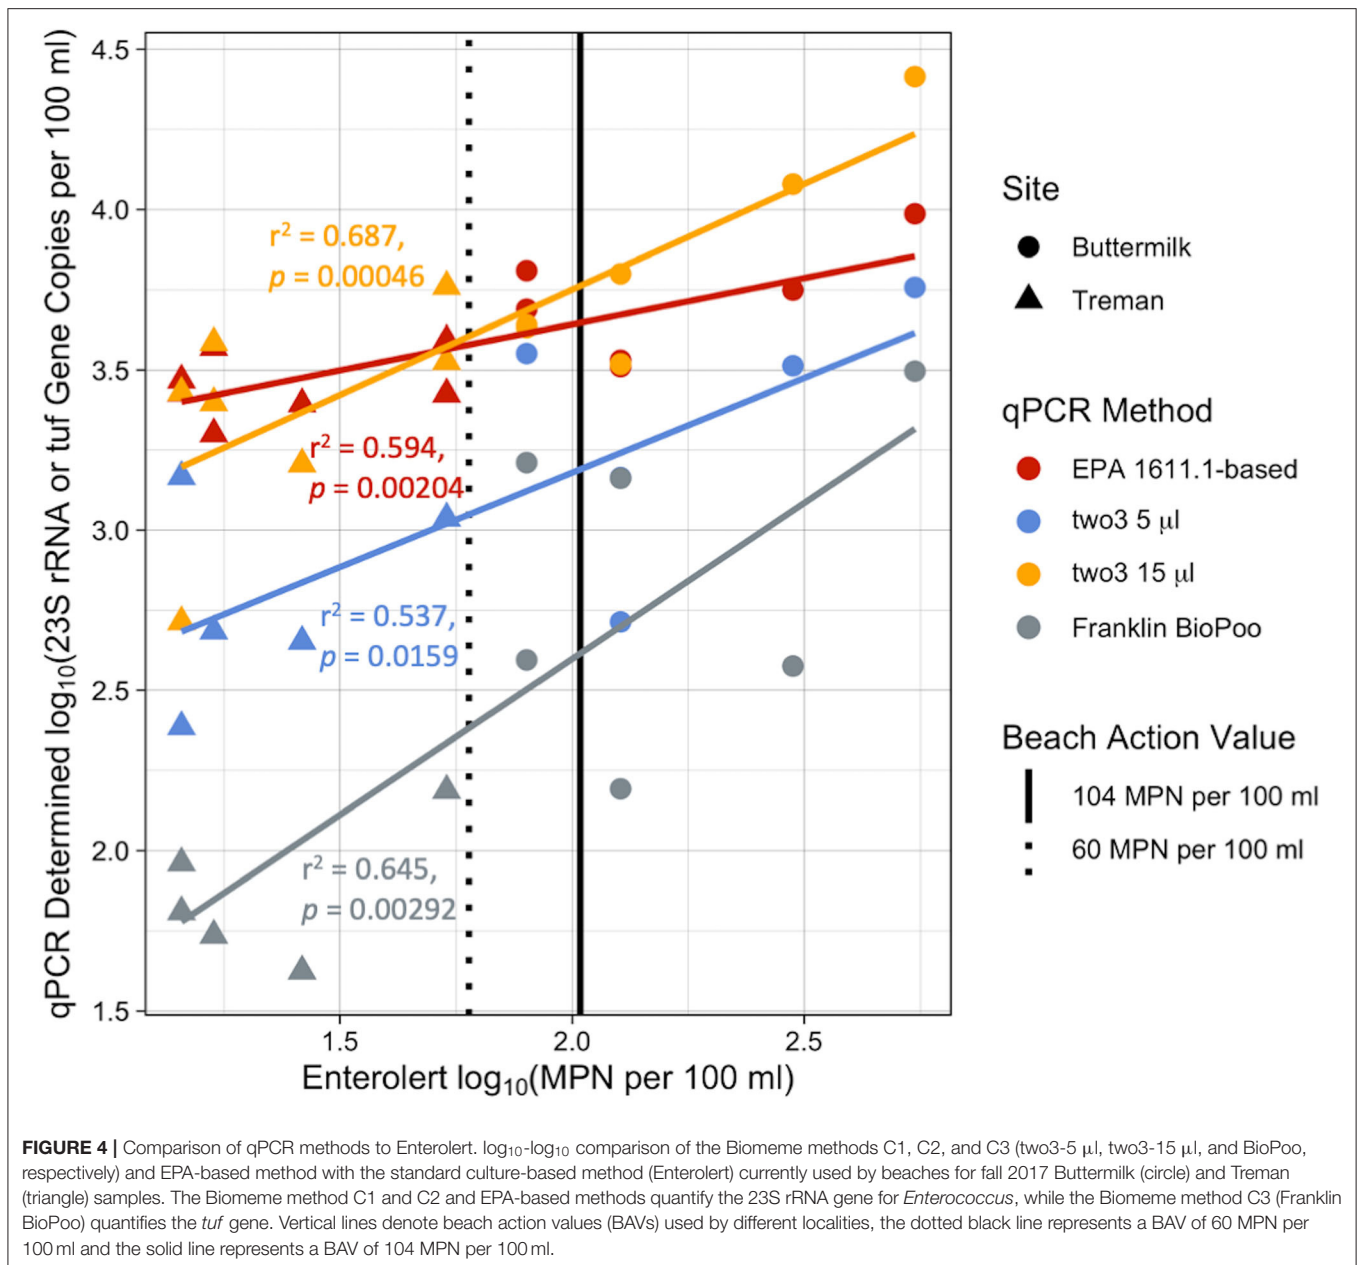 qPCR Determined log₁₀(23S rRNA or tuf Gene Copies per 100 ml)
4.5
4.0
3.5
3.0
2.5
2.0
1.5
r² = 0.687,
p = 0.00046
r² = 0.594,
p = 0.00204
r² = 0.537,
p = 0.0159
r² = 0.645,
p = 0.00292
1.5 2.0 2.5
Enterolert log₁₀(MPN per 100 ml)
Site
Buttermilk
Treman
qPCR Method
EPA 1611.1-based
two3 5 µl
two3 15 µl
Franklin BioPoo
Beach Action Value
104 MPN per 100 ml
60 MPN per 100 ml
FIGURE 4 | Comparison of qPCR methods to Enterolert. log₁₀-log₁₀ comparison of the Biomeme methods C1, C2, and C3 (two3-5 µl, two3-15 µl, and BioPoo,
respectively) and EPA-based method with the standard culture-based method (Enterolert) currently used by beaches for fall 2017 Buttermilk (circle) and Treman
(triangle) samples. The Biomeme method C1 and C2 and EPA-based methods quantify the 23S rRNA gene for Enterococcus, while the Biomeme method C3 (Franklin
BioPoo) quantifies the tuf gene. Vertical lines denote beach action values (BAVs) used by different localities, the dotted black line represents a BAV of 60 MPN per
100 ml and the solid line represents a BAV of 104 MPN per 100 ml.